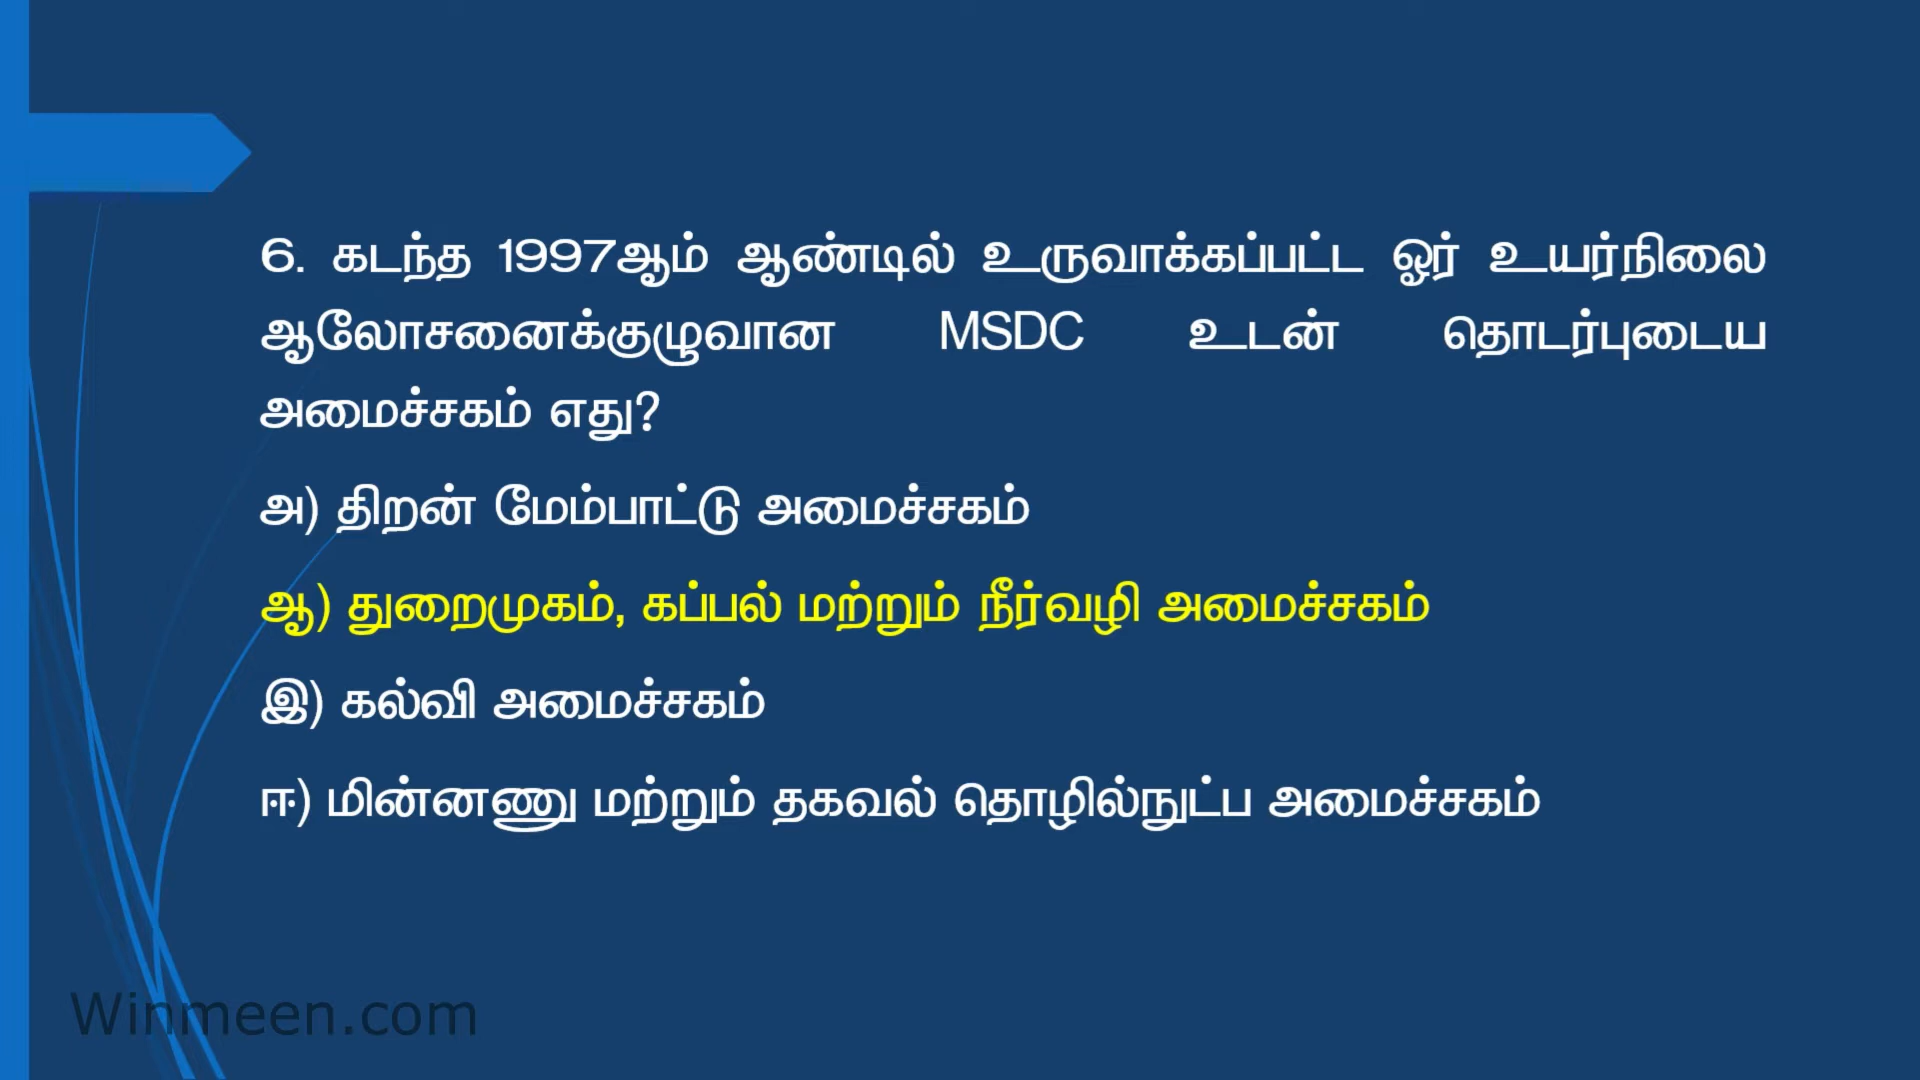 6. கடந்த 1997ஆம் ஆண்டில் உருவாக்கப்பட்ட ஓர் உயர்நிலை
ஆலோசனைக்குழுவான MSDC உடன் தொடர்புடைய
அமைச்சகம் எது?
அ) திறன் மேம்பாட்டு அமைச்சகம்
ஆ) துறைமுகம், கப்பல் மற்றும் நீர்வழி அமைச்சகம்
இ) கல்வி அமைச்சகம்
ஈ) மின்னணு மற்றும் தகவல் தொழில்நுட்ப அமைச்சகம்
Winmeen.com